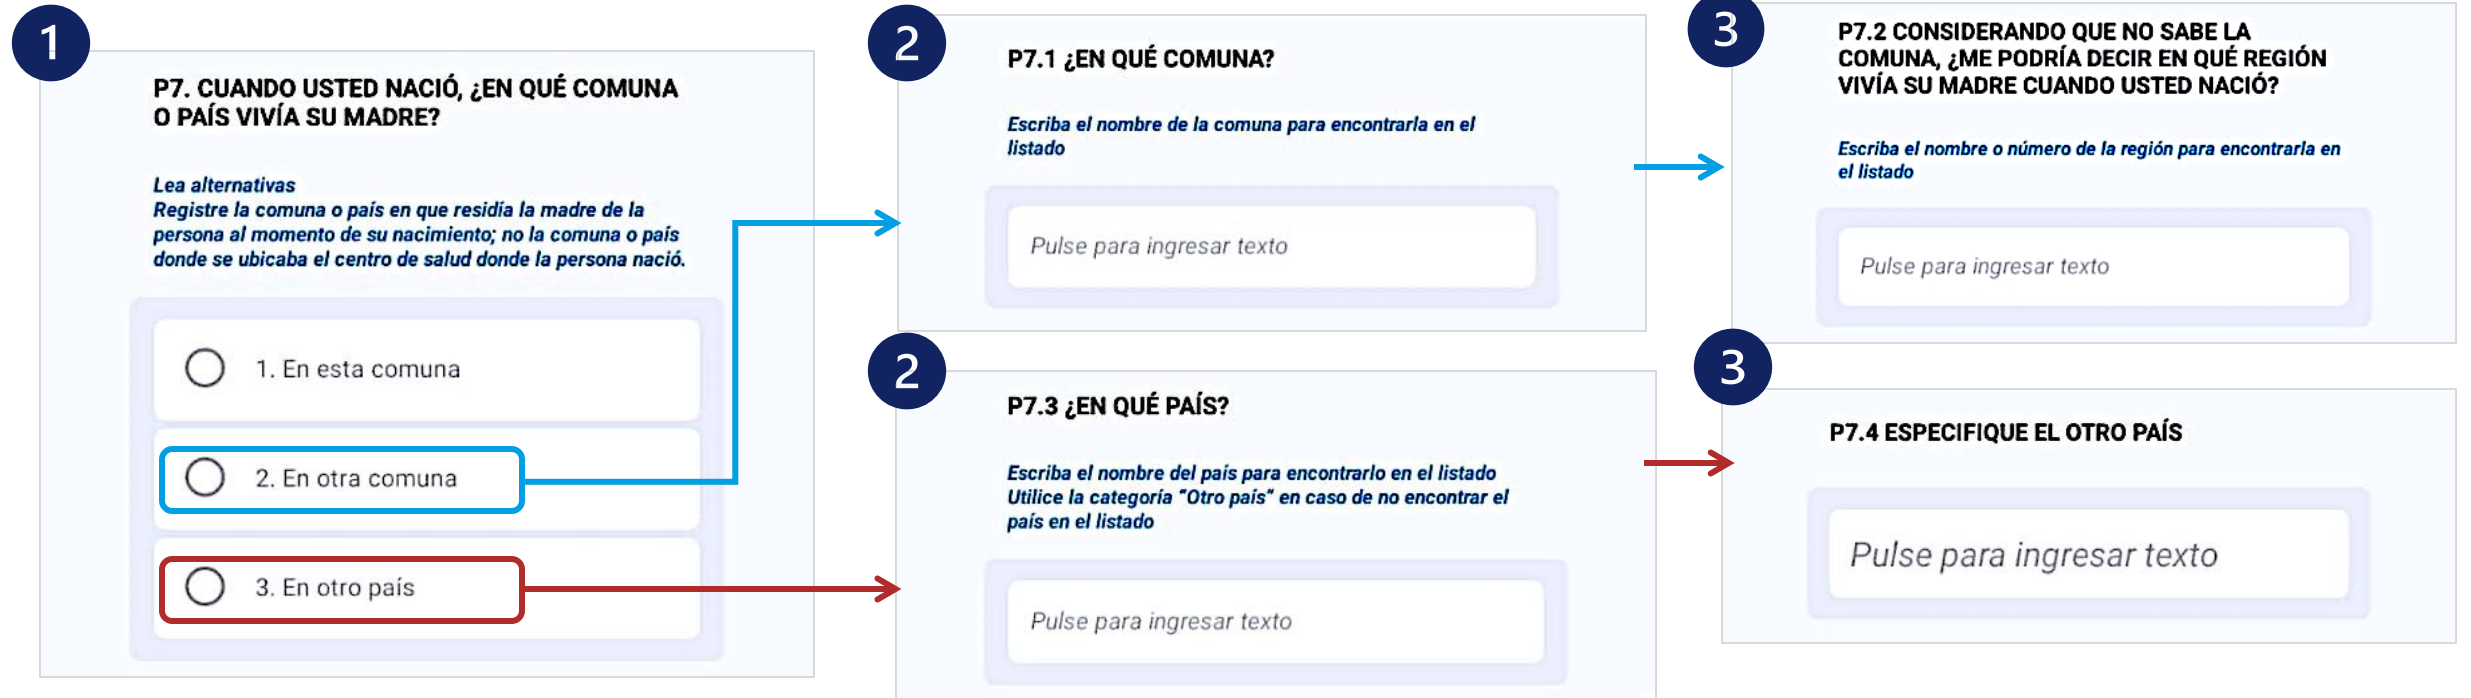 1
P7. CUANDO USTED NACIÓ, ¿EN QUÉ COMUNA
O PAÍS VIVÍA SU MADRE?
Lea alternativas
Registre la comuna o país en que residía la madre de la
persona al momento de su nacimiento; no la comuna o país
donde se ubicaba el centro de salud donde la persona nació.
1. En esta comuna
2. En otra comuna
3. En otro país
2
P7.1 ¿EN QUÉ COMUNA?
Escriba el nombre de la comuna para encontrarla en el
listado
Pulse para ingresar texto
3
P7.2 CONSIDERANDO QUE NO SABE LA
COMUNA, ¿ME PODRÍA DECIR EN QUÉ REGIÓN
VIVÍA SU MADRE CUANDO USTED NACIÓ?
Escriba el nombre o número de la región para encontrarla en
el listado
Pulse para ingresar texto
2
P7.3 ¿EN QUÉ PAÍS?
Escriba el nombre del país para encontrarlo en el listado
Utilice la categoría "Otro país" en caso de no encontrar el
país en el listado
Pulse para ingresar texto
3
P7.4 ESPECIFIQUE EL OTRO PAÍS
Pulse para ingresar texto